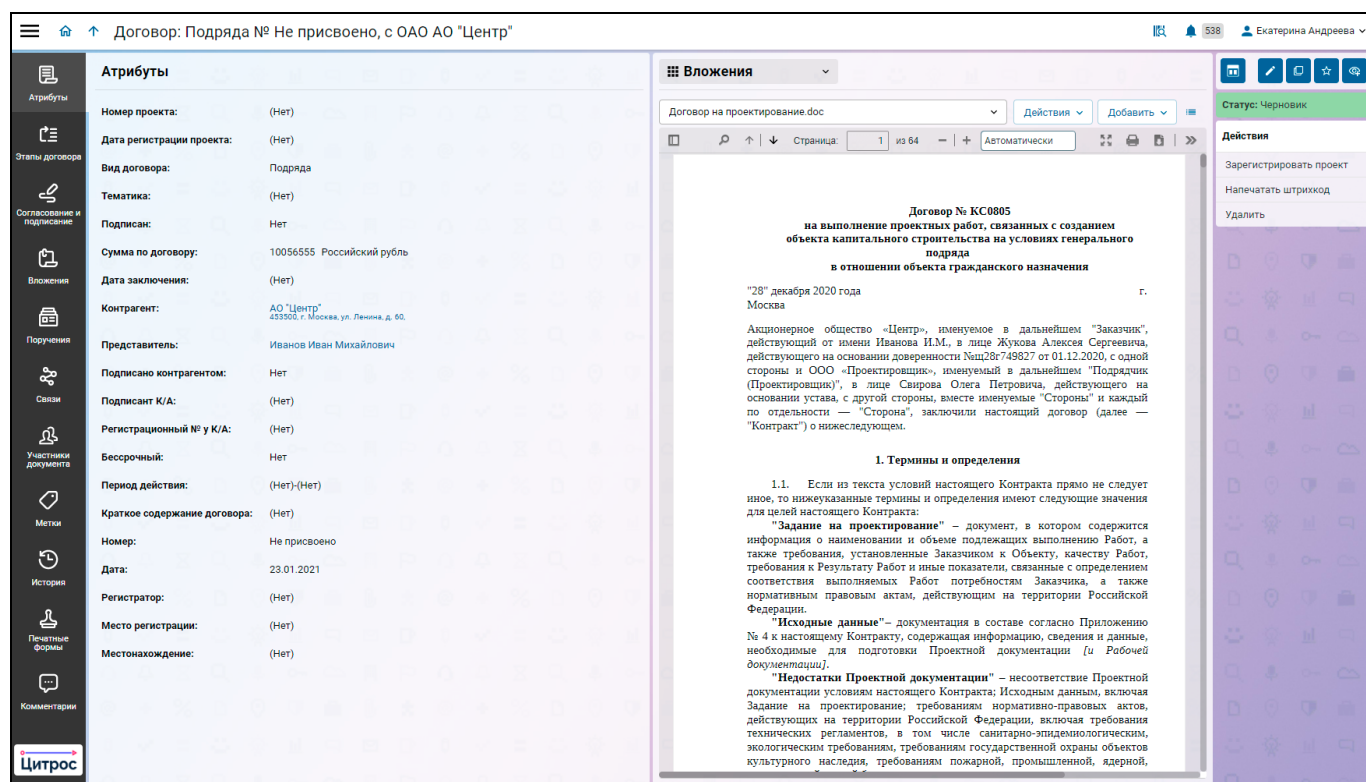 Договор: Подряда № Не присвоено, с ОАО АО "Центр"
538
Екатерина Андреева
Атрибуты
Этапы договора
Согласование и
подписание
Вложения
Поручения
Связи
Участники
документа
Метки
История
Печатные
формы
Комментарии
Цитрос
Атрибуты
Номер проекта: (Нет)
Дата регистрации проекта: (Нет)
Вид договора: Подряда
Тематика: (Нет)
Подписан: Нет
Сумма по договору: 10056555 Российский рубль
Дата заключения: (Нет)
Контрагент: АО "Центр"
453500, г. Москва, ул. Ленина, д. 60,
Представитель: Иванов Иван Михайлович
Подписано контрагентом: Нет
Подписант К/А: (Нет)
Регистрационный № у К/А: (Нет)
Бессрочный: Нет
Период действия: (Нет)-(Нет)
Краткое содержание договора: (Нет)
Номер: Не присвоено
Дата: 23.01.2021
Регистратор: (Нет)
Место регистрации: (Нет)
Местонахождение: (Нет)
Вложения
Договор на проектирование.doc
Действия
Добавить
Страница: 1 из 64
Автоматически
Договор № КС0805
на выполнение проектных работ, связанных с созданием
объекта капитального строительства на условиях генерального
подряда
в отношении объекта гражданского назначения
"28" декабря 2020 года г.
Москва
Акционерное общество «Центр», именуемое в дальнейшем "Заказчик",
действующий от имени Иванова И.М., в лице Жукова Алексея Сергеевича,
действующего на основании доверенности №щ28г749827 от 01.12.2020, с одной
стороны и ООО «Проектировщик», именуемый в дальнейшем "Подрядчик
(Проектировщик)", в лице Свирова Олега Петровича, действующего на
основании устава, с другой стороны, вместе именуемые "Стороны" и каждый
по отдельности — "Сторона", заключили настоящий договор (далее —
"Контракт") о нижеследующем.
1. Термины и определения
1.1. Если из текста условий настоящего Контракта прямо не следует
иное, то нижеуказанные термины и определения имеют следующие значения
для целей настоящего Контракта:
"Задание на проектирование" – документ, в котором содержится
информация о наименовании и объеме подлежащих выполнению Работ, а
также требования, установленные Заказчиком к Объекту, качеству Работ,
требования к Результату Работ и иные показатели, связанные с определением
соответствия выполняемых Работ потребностям Заказчика, а также
нормативным правовым актам, действующим на территории Российской
Федерации.
"Исходные данные"– документация в составе согласно Приложению
№ 4 к настоящему Контракту, содержащая информацию, сведения и данные,
необходимые для подготовки Проектной документации [и Рабочей
документации].
"Недостатки Проектной документации" – несоответствие Проектной
документации условиям настоящего Контракта; Исходным данным, включая
Задание на проектирование; требованиям нормативно-правовых актов,
действующих на территории Российской Федерации, включая требования
технических регламентов, в том числе санитарно-эпидемиологическим,
экологическим требованиям, требованиям государственной охраны объектов
культурного наследия, требованиям пожарной, промышленной, ядерной,
Статус: Черновик
Действия
Зарегистрировать проект
Напечатать штрихкод
Удалить